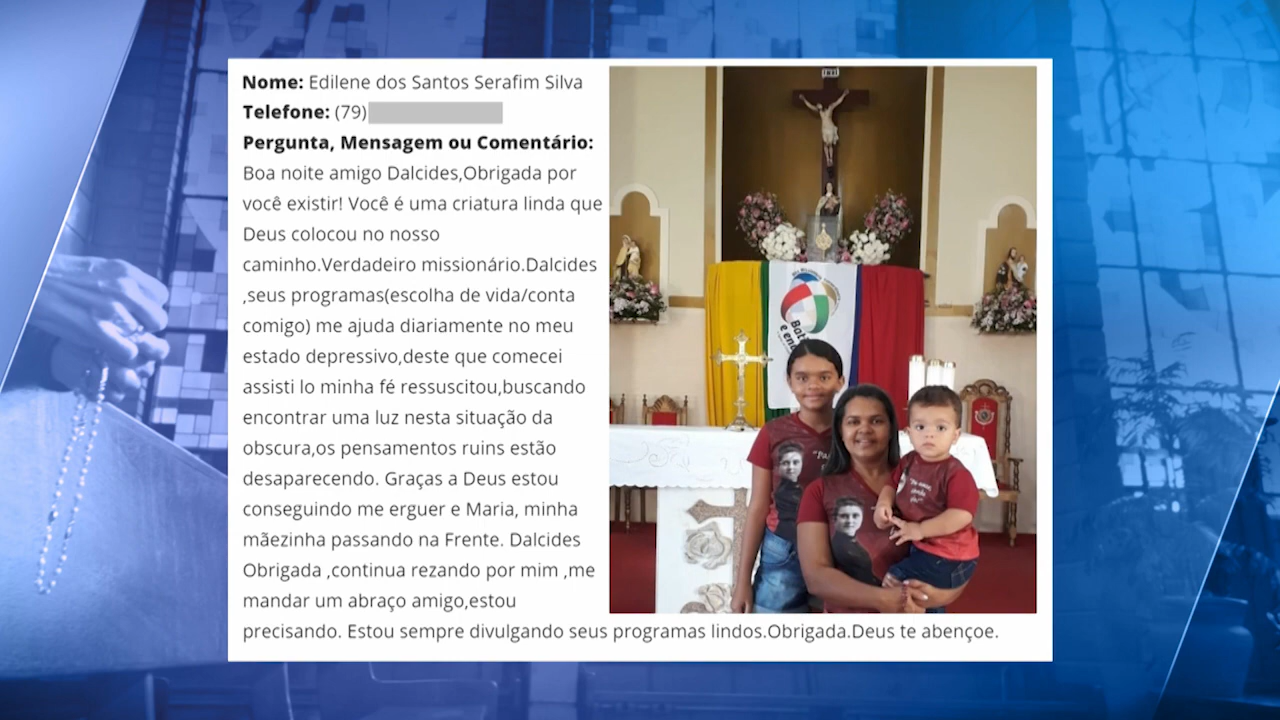 Nome: Edilene dos Santos Serafim Silva
Telefone: (79)
Pergunta, Mensagem ou Comentário:
Boa noite amigo Dalcides,Obrigada por
você existir! Você é uma criatura linda que
Deus colocou no nosso
caminho.Verdadeiro missionário.Dalcides
,seus programas(escolha de vida/conta
comigo) me ajuda diariamente no meu
estado depressivo,deste que comecei
assisti lo minha fé ressuscitou,buscando
encontrar uma luz nesta situação da
obscura,os pensamentos ruins estão
desaparecendo. Graças a Deus estou
conseguindo me erguer e Maria, minha
mãezinha passando na Frente. Dalcides
Obrigada ,continua rezando por mim ,me
mandar um abraço amigo,estou
precisando. Estou sempre divulgando seus programas lindos.Obrigada.Deus te abençoe.